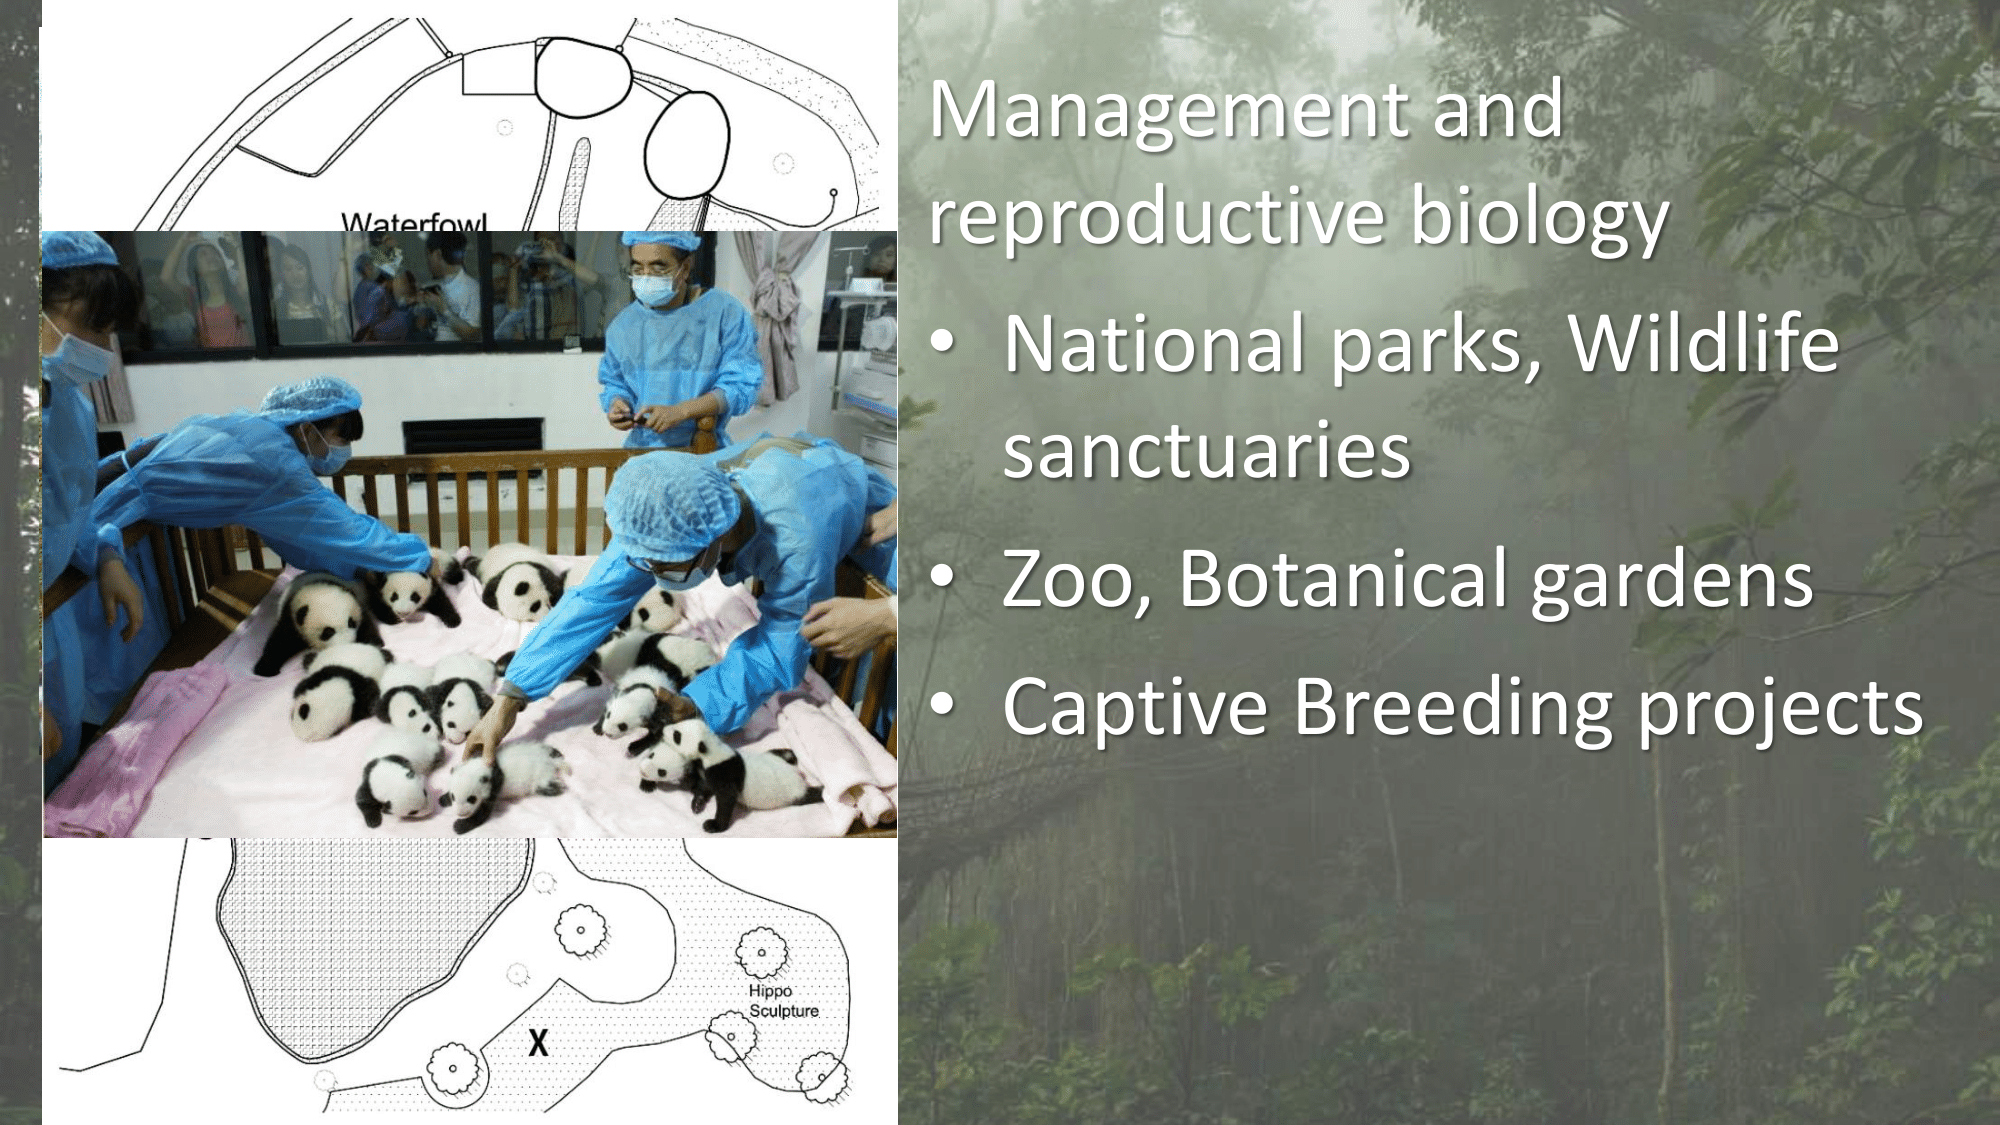 Waterfowl
Hippo
Sculpture
X
Management and
reproductive biology
• National parks, Wildlife
sanctuaries
• Zoo, Botanical gardens
• Captive Breeding projects